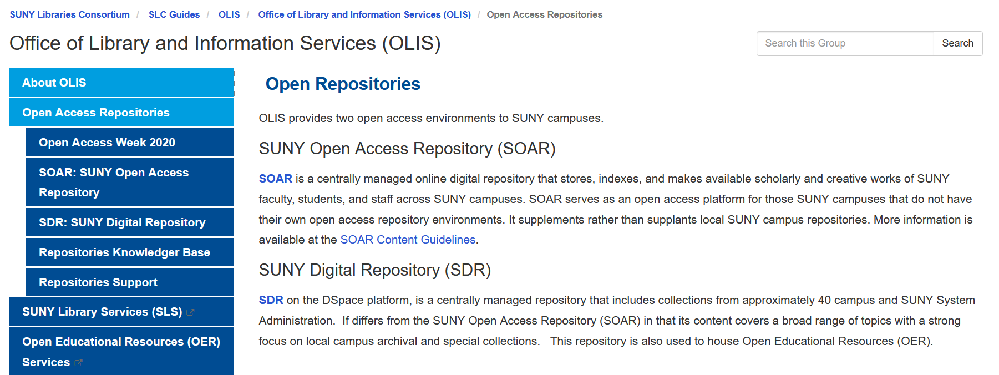 SUNY Libraries Consortium / SLC Guides / OLIS / Office of Library and Information Services (OLIS) / Open Access Repositories
Office of Library and Information Services (OLIS)
Search this Group
Search
About OLIS
Open Access Repositories
Open Access Week 2020
SOAR: SUNY Open Access
Repository
SDR: SUNY Digital Repository
Repositories Knowledger Base
Repositories Support
SUNY Library Services (SLS)
Open Educational Resources (OER)
Services
Open Repositories
OLIS provides two open access environments to SUNY campuses.
SUNY Open Access Repository (SOAR)
SOAR is a centrally managed online digital repository that stores, indexes, and makes available scholarly and creative works of SUNY
faculty, students, and staff across SUNY campuses. SOAR serves as an open access platform for those SUNY campuses that do not have
their own open access repository environments. It supplements rather than supplants local SUNY campus repositories. More information is
available at the SOAR Content Guidelines.
SUNY Digital Repository (SDR)
SDR on the DSpace platform, is a centrally managed repository that includes collections from approximately 40 campus and SUNY System
Administration.  If differs from the SUNY Open Access Repository (SOAR) in that its content covers a broad range of topics with a strong
focus on local campus archival and special collections.   This repository is also used to house Open Educational Resources (OER).